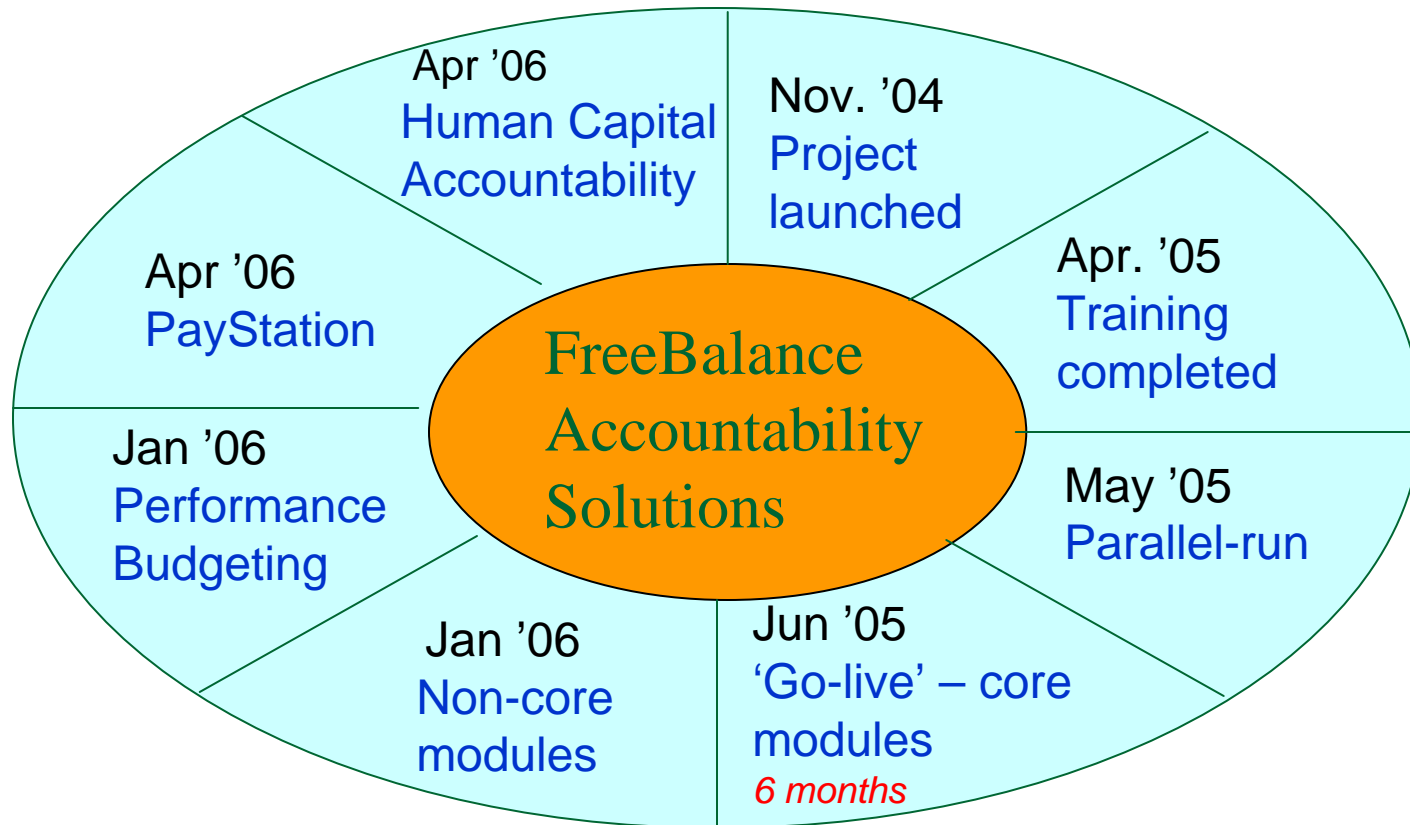 Nov. ’04
Project
launched
Apr. ’05
Training
completed
May ’05
Parallel-run
Jun ’05
‘Go-live’ – core
modules
6 months
Jan ’06
Non-core
modules
Jan ’06
Performance
Budgeting
Apr ’06
PayStation
Apr ’06
Human Capital
Accountability
FreeBalance
Accountability
Solutions